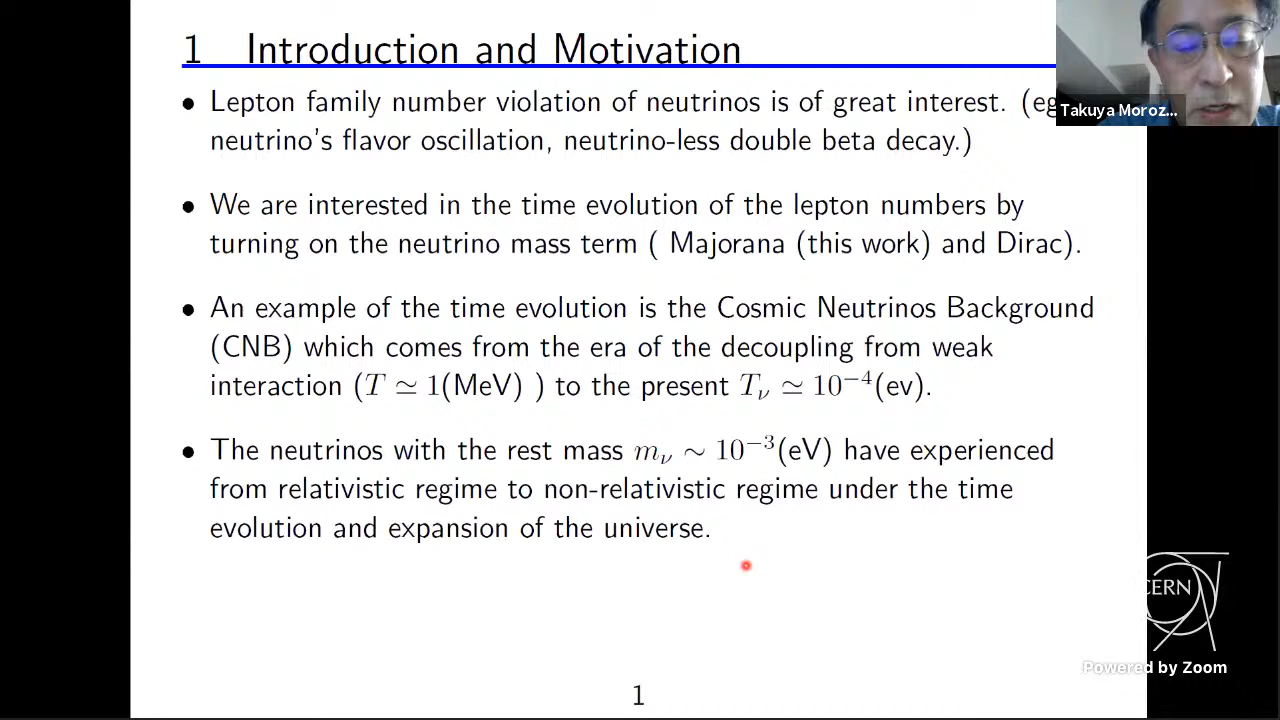 1 Introduction and Motivation
• Lepton family number violation of neutrinos is of great interest. (eg
neutrino's flavor oscillation, neutrino-less double beta decay.)
• We are interested in the time evolution of the lepton numbers by
turning on the neutrino mass term ( Majorana (this work) and Dirac).
• An example of the time evolution is the Cosmic Neutrinos Background
(CNB) which comes from the era of the decoupling from weak
interaction (T ≃ 1(MeV) ) to the present Tν ≃ 10⁻⁴(ev).
• The neutrinos with the rest mass mν ∼ 10⁻³(eV) have experienced
from relativistic regime to non-relativistic regime under the time
evolution and expansion of the universe.
1
Takuya Moroz...
CERN
Powered by Zoom